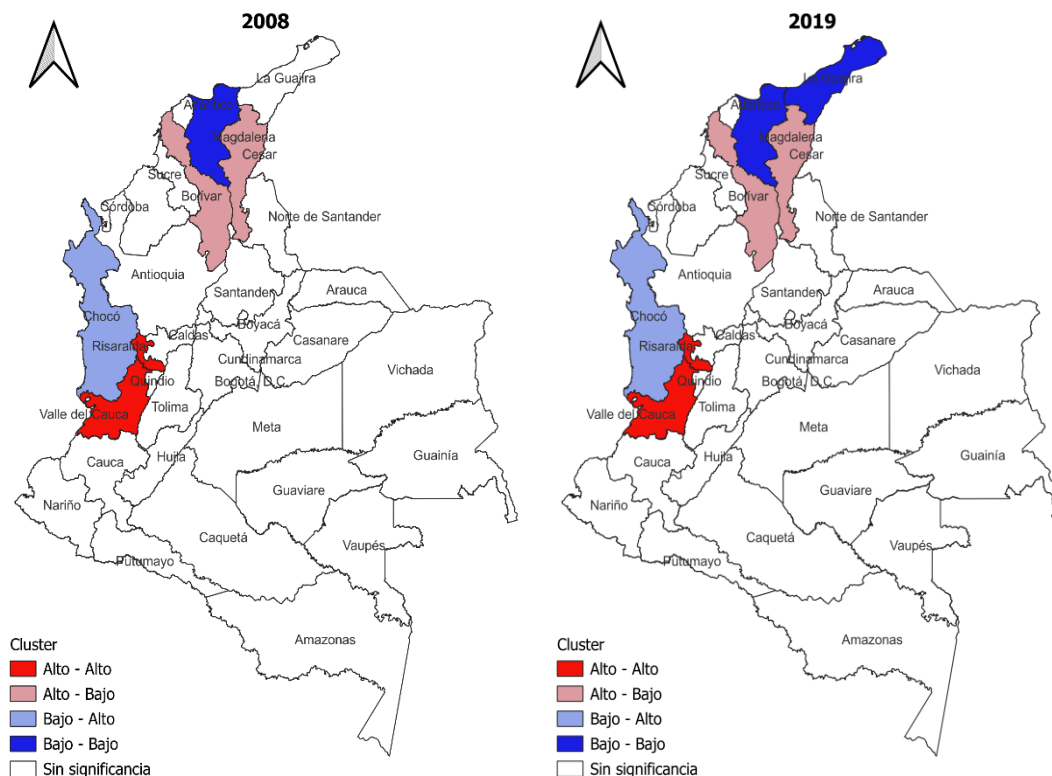 2008
La Guajira
Atlántico
Magdalena
Cesar
Sucre
Bolívar
Córdoba
Norte de Santander
Antioquia
Santander
Arauca
Chocó
Boyacá
Caldas
Casanare
Risaralda
Cundinamarca
Vichada
Quindio
Bogotá, D.C.
Tolima
Valle del Cauca
Meta
Huila
Guainía
Cauca
Guaviare
Nariño
Caquetá
Vaupés
Putumayo
Amazonas
Cluster
Alto - Alto
Alto - Bajo
Bajo - Alto
Bajo - Bajo
Sin significancia
2019
La Guajira
Atlántico
Magdalena
Cesar
Sucre
Bolívar
Córdoba
Norte de Santander
Antioquia
Santander
Arauca
Chocó
Boyacá
Caldas
Casanare
Risaralda
Cundinamarca
Vichada
Quindio
Bogotá, D.C.
Tolima
Valle del Cauca
Meta
Huila
Guainía
Cauca
Guaviare
Nariño
Caquetá
Vaupés
Putumayo
Amazonas
Cluster
Alto - Alto
Alto - Bajo
Bajo - Alto
Bajo - Bajo
Sin significancia